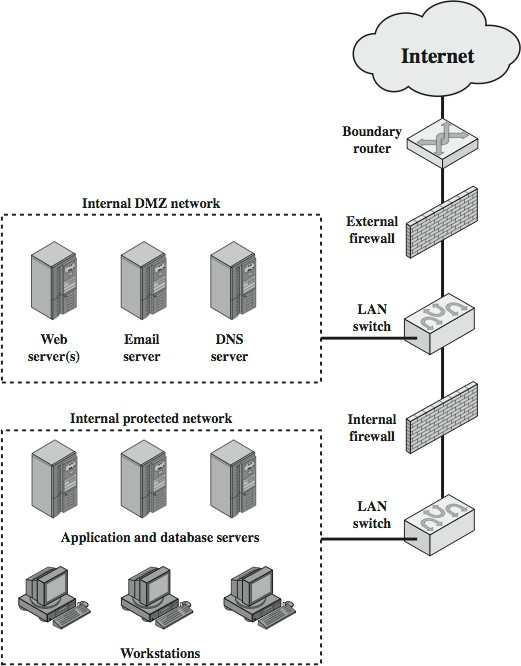 Internet
Boundary
router
Internal DMZ network
External
firewall
Web
server(s)
Email
server
DNS
server
LAN
switch
Internal protected network
Internal
firewall
Application and database servers
LAN
switch
Workstations